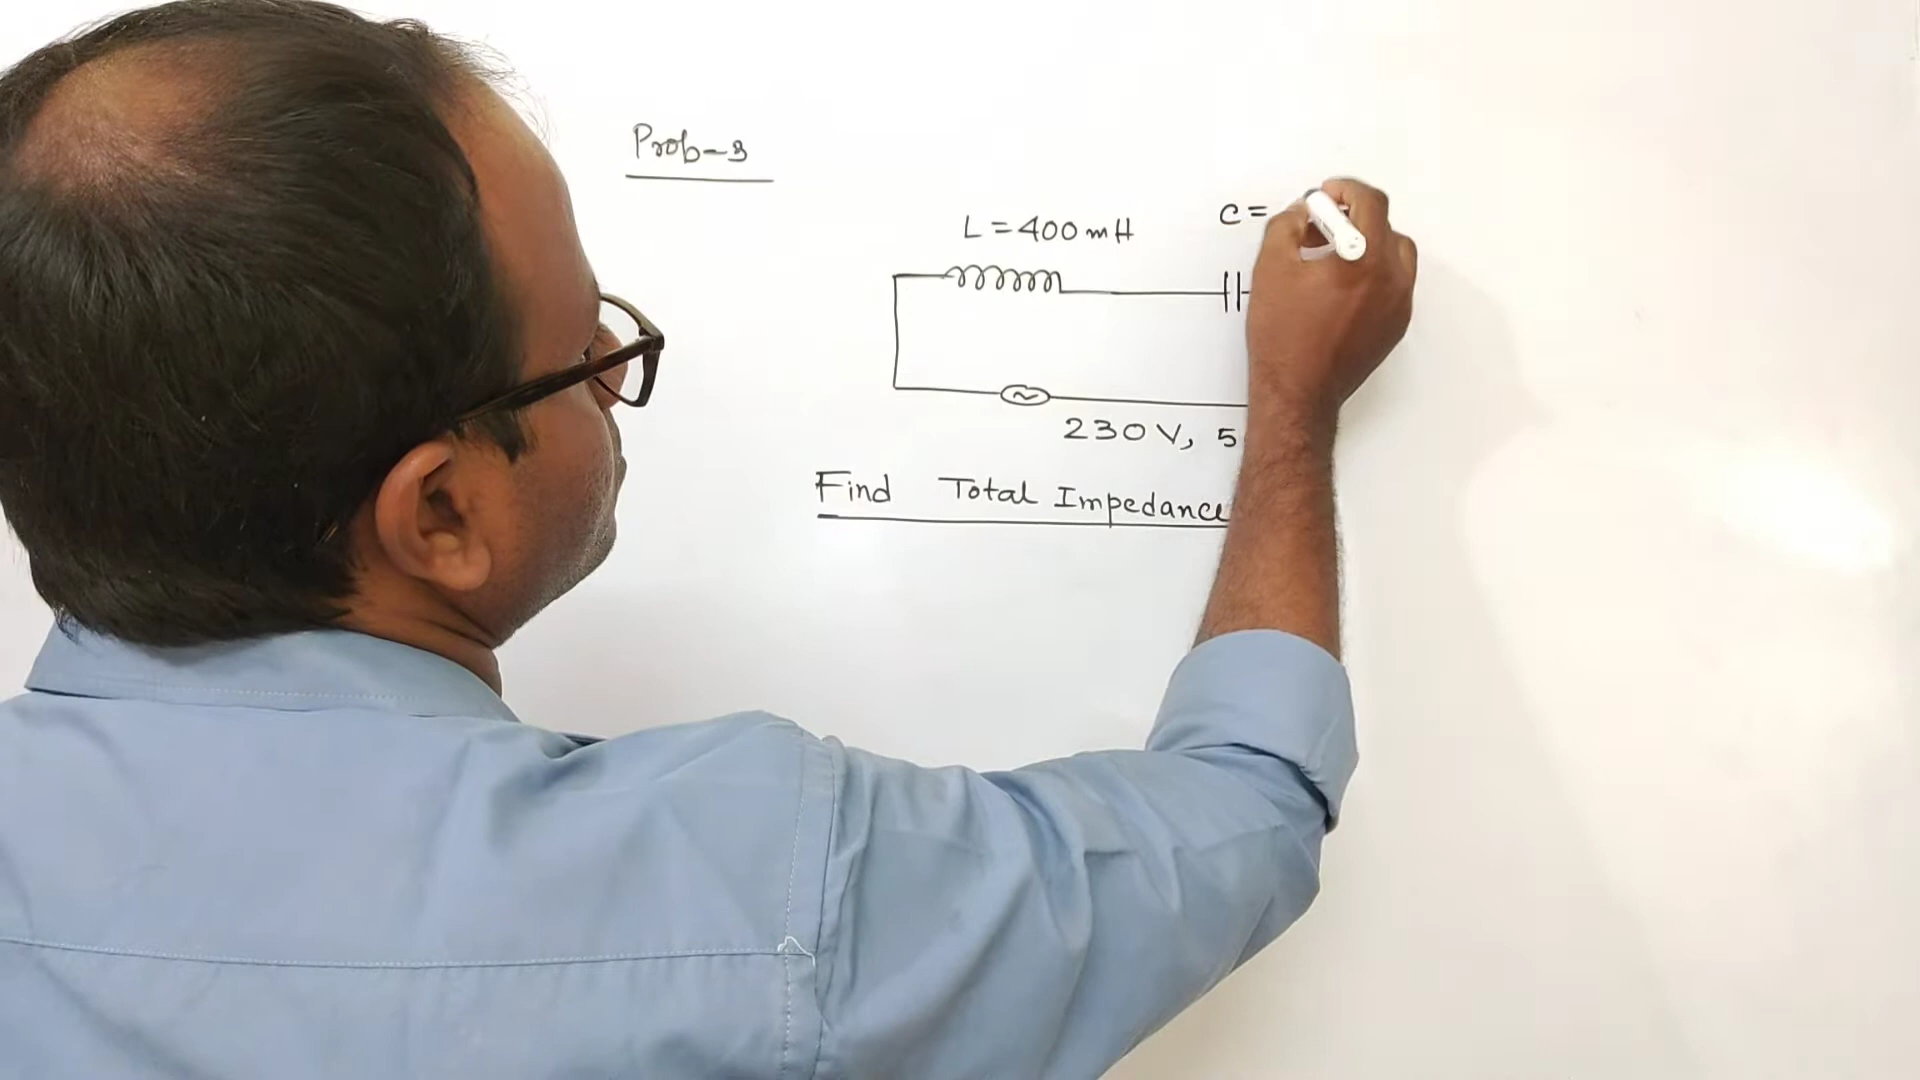 Prob-3
L = 400 mH
C =
230 V, 5
Find Total Impedance